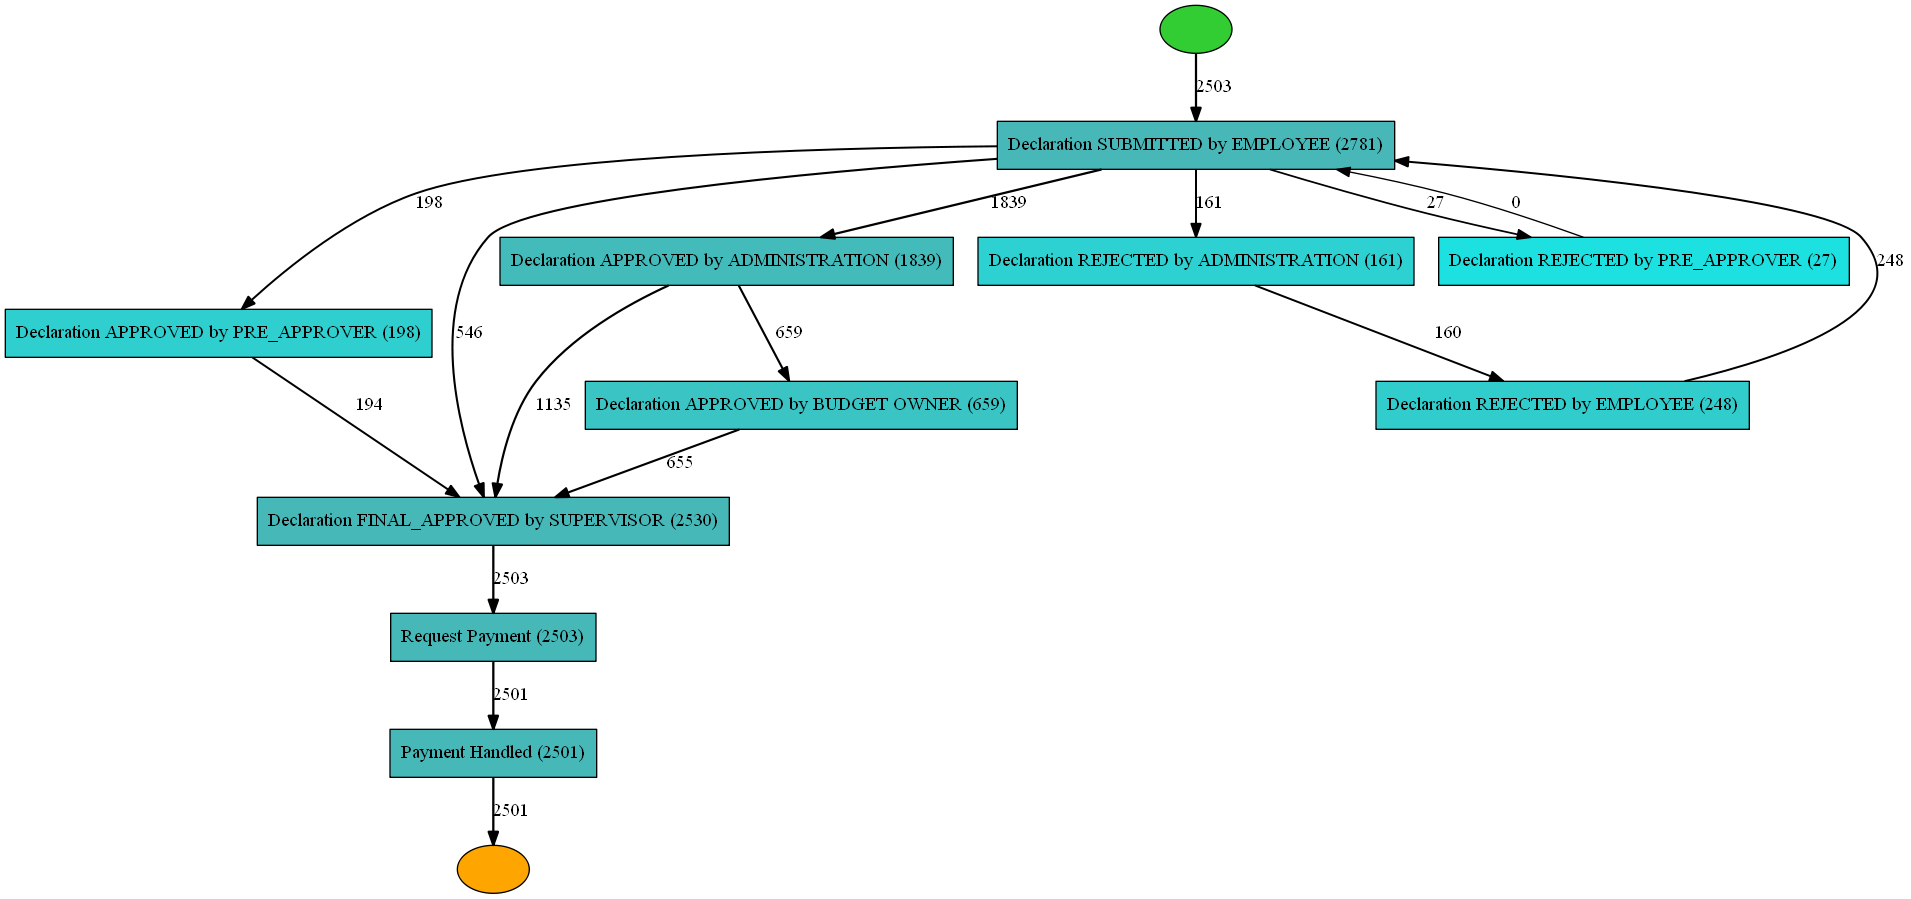 2503
Declaration SUBMITTED by EMPLOYEE (2781)
198
1839
161
27
0
Declaration APPROVED by ADMINISTRATION (1839)
Declaration REJECTED by ADMINISTRATION (161)
Declaration REJECTED by PRE_APPROVER (27)
248
Declaration APPROVED by PRE_APPROVER (198)
546
659
160
194
1135
Declaration APPROVED by BUDGET OWNER (659)
Declaration REJECTED by EMPLOYEE (248)
655
Declaration FINAL_APPROVED by SUPERVISOR (2530)
2503
Request Payment (2503)
2501
Payment Handled (2501)
2501